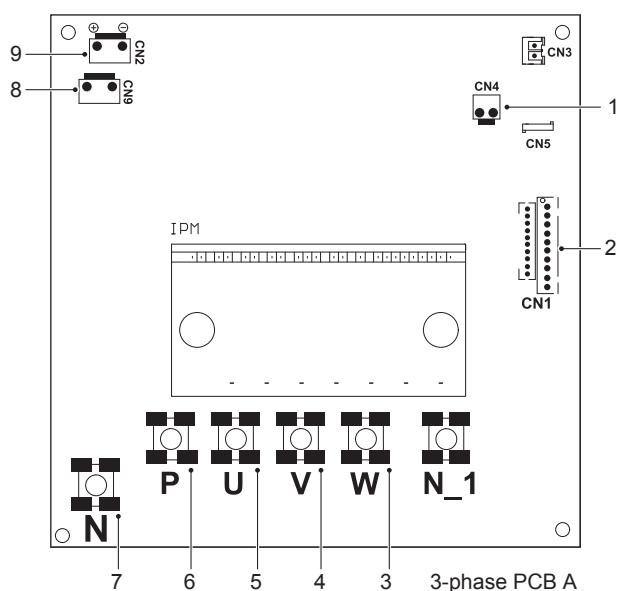 9
CN2
CN3
8
CN9
CN4
1
CN5
IPM
2
CN1
P U V W N_1
N
7 6 5 4 3 3-phase PCB A